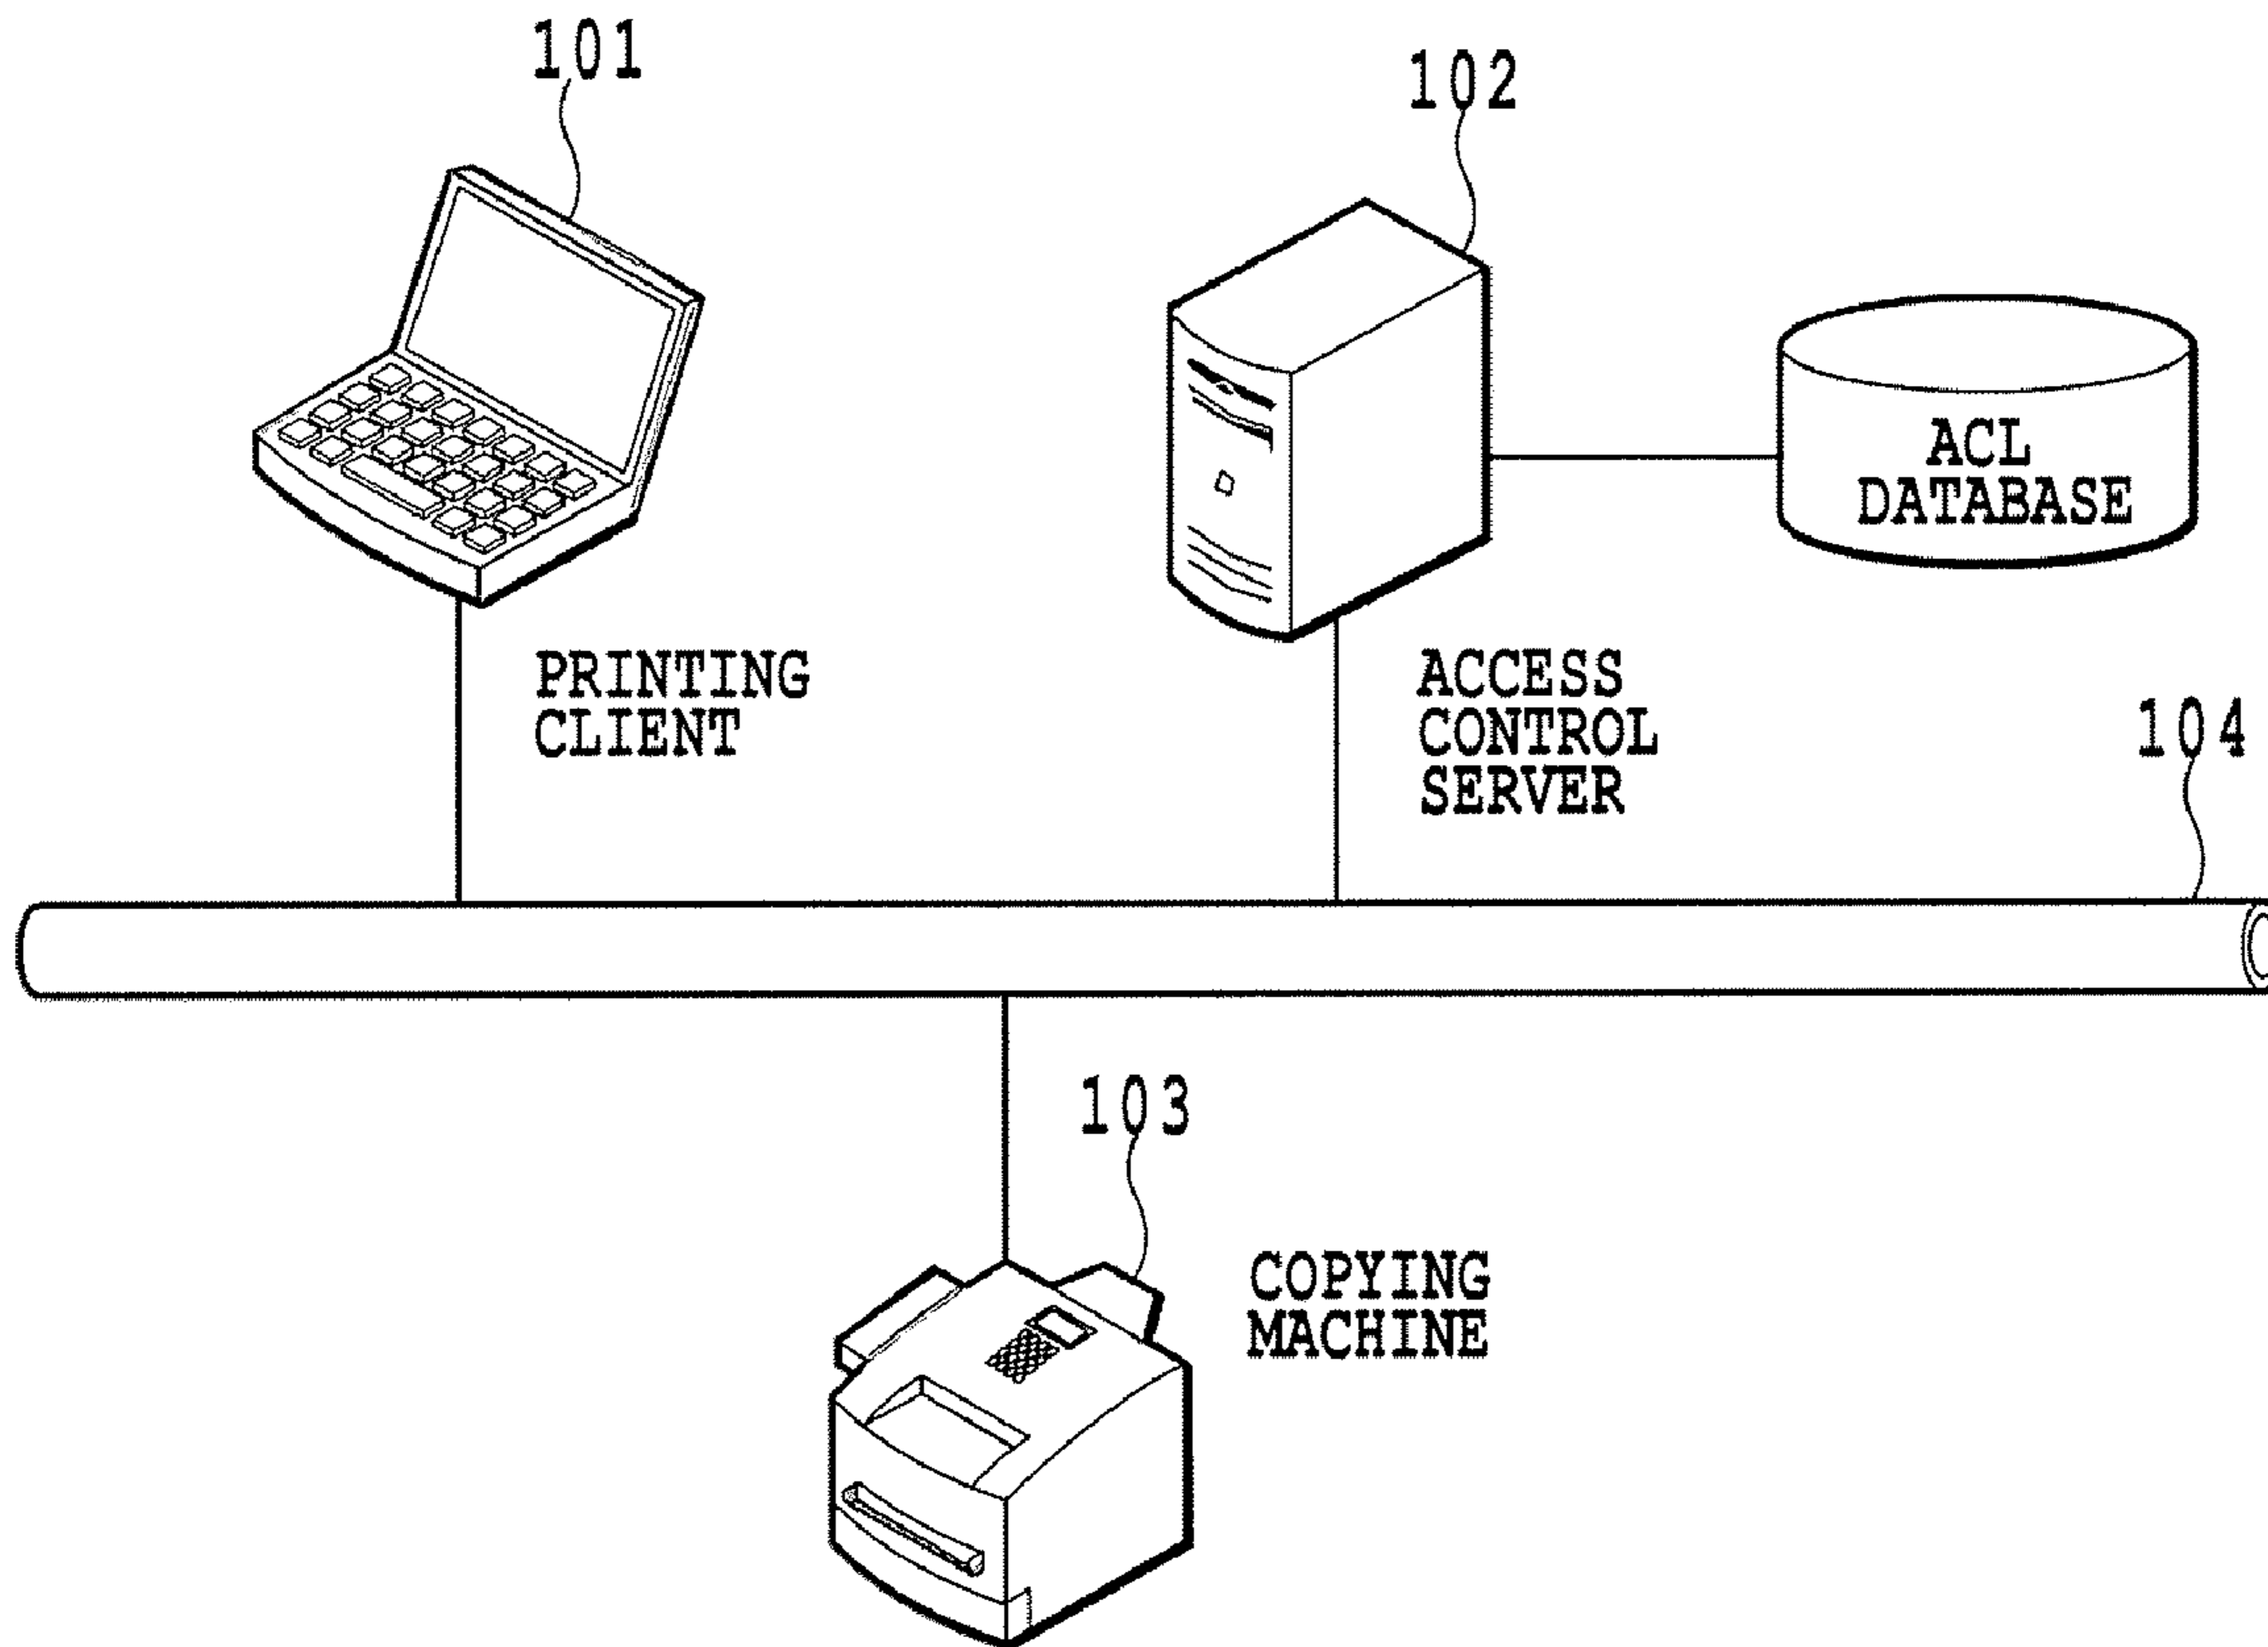 101
102
ACL
DATABASE
PRINTING
CLIENT
ACCESS
CONTROL
SERVER
104
103
COPYING
MACHINE